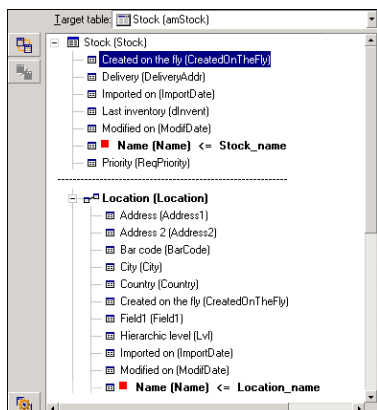 Target table: Stock (amStock)
Stock (Stock)
Created on the fly (CreatedOnTheFly)
Delivery (DeliveryAddr)
Imported on (ImportDate)
Last inventory (dInvent)
Modified on (ModifDate)
Name (Name) <= Stock_name
Priority (ReqPriority)
Location (Location)
Address (Address1)
Address 2 (Address2)
Bar code (BarCode)
City (City)
Country (Country)
Created on the fly (CreatedOnTheFly)
Field1 (Field1)
Hierarchic level (Lvl)
Imported on (ImportDate)
Modified on (ModifDate)
Name (Name) <= Location_name